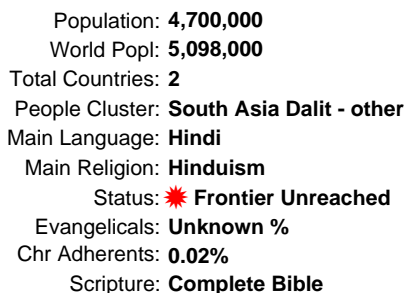 Population: 4,700,000
World Popl: 5,098,000
Total Countries: 2
People Cluster: South Asia Dalit - other
Main Language: Hindi
Main Religion: Hinduism
Status: Frontier Unreached
Evangelicals: Unknown %
Chr Adherents: 0.02%
Scripture: Complete Bible